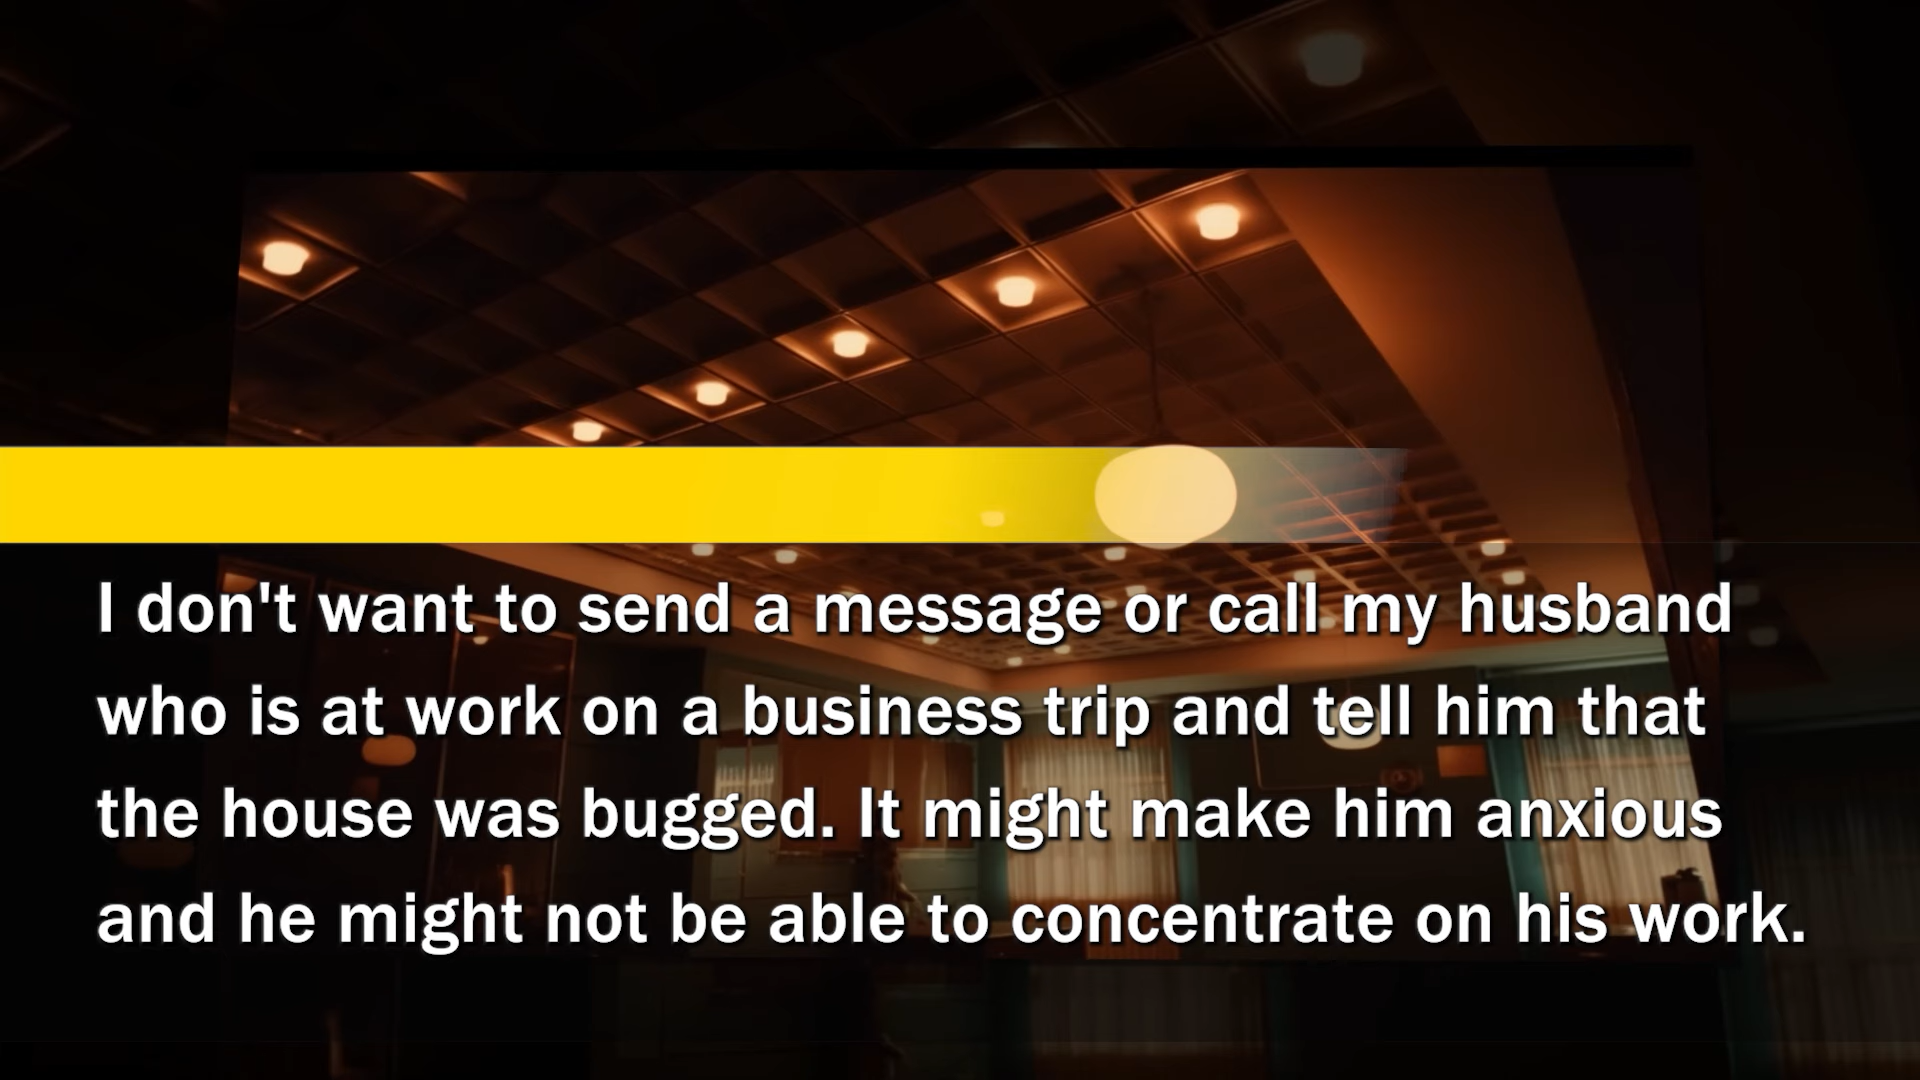 I don't want to send a message or call my husband
who is at work on a business trip and tell him that
the house was bugged. It might make him anxious
and he might not be able to concentrate on his work.